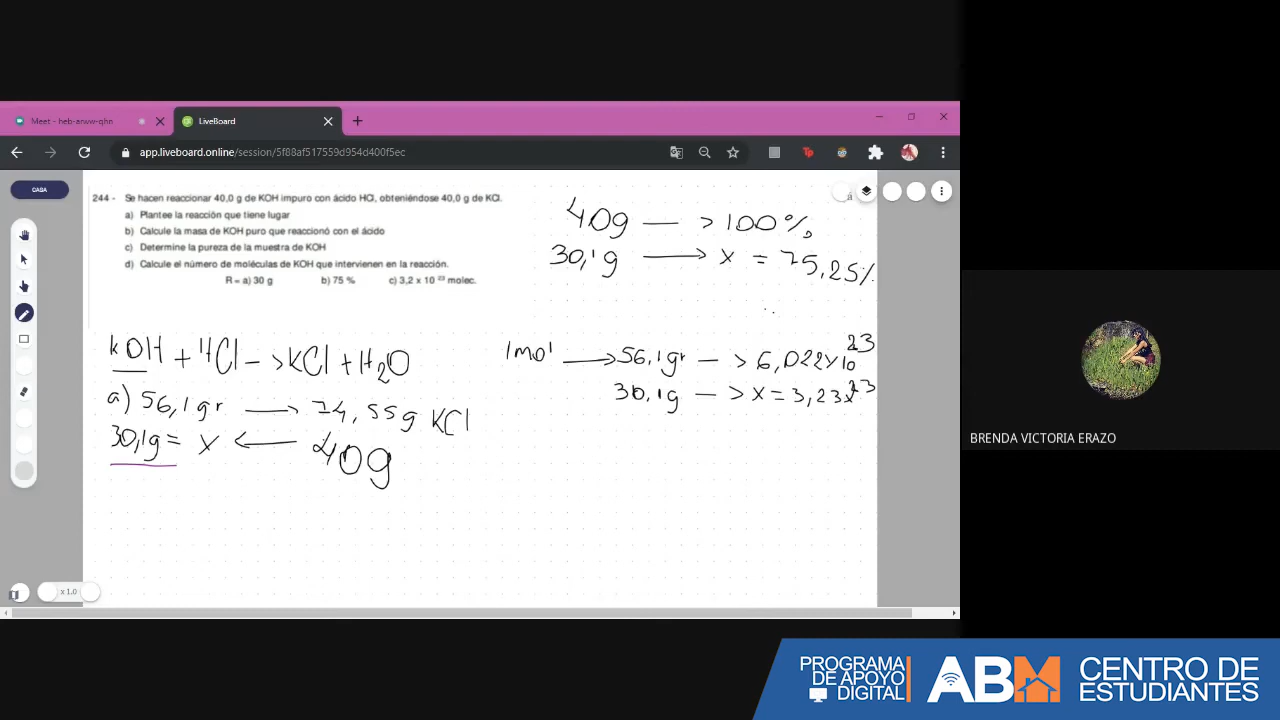 Meet - heb-anww-qhn
LiveBoard
app.liveboard.online/session/5f88af517559d954d400f5ec
CASA
244 - Se hacen reaccionar 40,0 g de KOH impuro con ácido HCl, obteniéndose 40,0 g de KCl.
a) Plantee la reacción que tiene lugar
b) Calcule la masa de KOH puro que reaccionó con el ácido
c) Determine la pureza de la muestra de KOH
d) Calcule el número de moléculas de KOH que intervienen en la reacción.
R = a) 30 g b) 75 % c) 3,2 x 10 23 molec.
40g —> 100%
30,1g —> x = 75,25%
KOH + HCl —> KCl + H2O
a) 56,1gr —> 74,55g KCl
30,1g = x <— 40g
1mol —> 56,1gr —> 6,022x10 23
30,1g —> x = 3,23x 23
x 1.0
BRENDA VICTORIA ERAZO
PROGRAMA
DE APOYO
DIGITAL
ABM
CENTRO DE
ESTUDIANTES